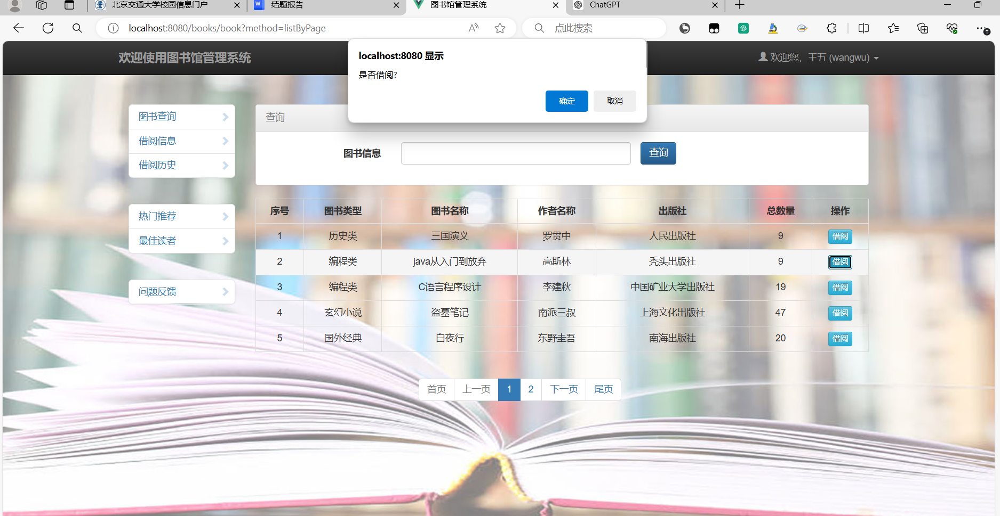 北京交通大学校园信息门户
结题报告
图书馆管理系统
ChatGPT
localhost:8080/books/book?method=listByPage
点此搜索
欢迎使用图书馆管理系统
欢迎您，王五 (wangwu)
localhost:8080 显示
是否借阅?
确定 取消
图书查询
借阅信息
借阅历史
热门推荐
最佳读者
问题反馈
查询
图书信息 查询
序号 图书类型 图书名称 作者名称 出版社 总数量 操作
1 历史类 三国演义 罗贯中 人民出版社 9 借阅
2 编程类 java从入门到放弃 高斯林 秃头出版社 9 借阅
3 编程类 C语言程序设计 李建秋 中国矿业大学出版社 19 借阅
4 玄幻小说 盗墓笔记 南派三叔 上海文化出版社 47 借阅
5 国外经典 白夜行 东野圭吾 南海出版社 20 借阅
首页 上一页 1 2 下一页 尾页